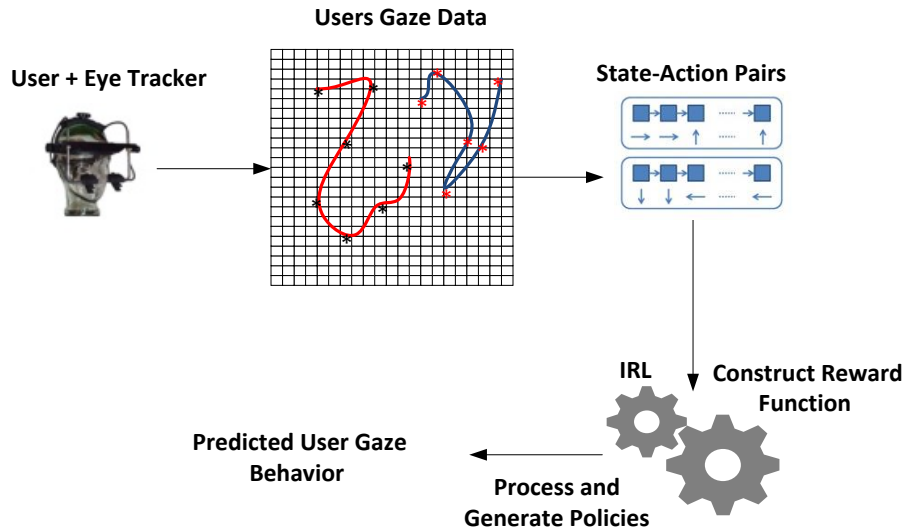 Users Gaze Data
User + Eye Tracker
State-Action Pairs
IRL
Construct Reward
Function
Predicted User Gaze
Behavior
Process and
Generate Policies